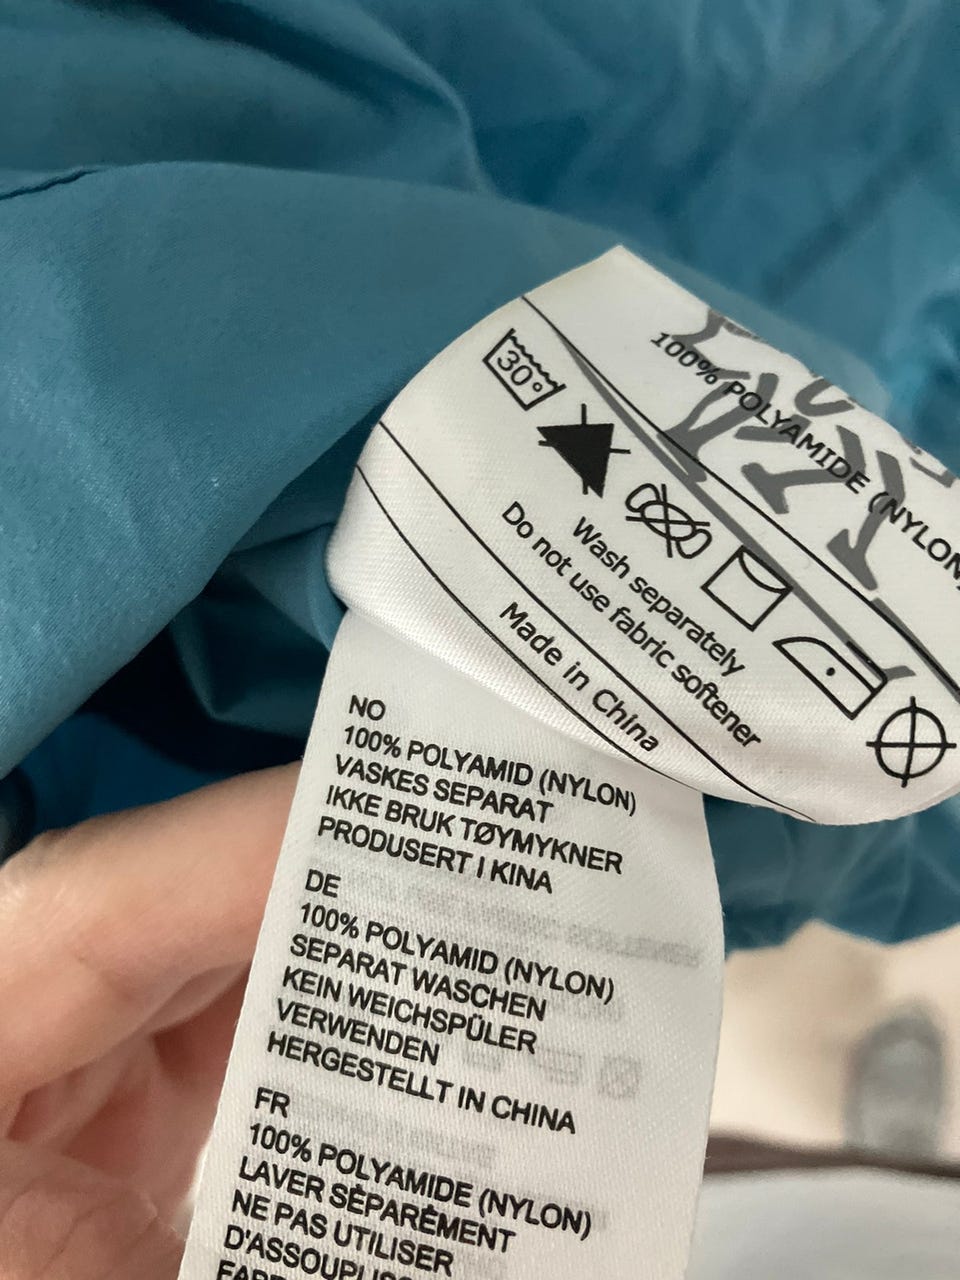 100% POLYAMIDE (NYLON)
30°
Wash separately
Do not use fabric softener
Made in China
NO
100% POLYAMID (NYLON)
VASKES SEPARAT
IKKE BRUK TØYMYKNER
PRODUSERT I KINA
DE
100% POLYAMID (NYLON)
SEPARAT WASCHEN
KEIN WEICHSPÜLER
VERWENDEN
HERGESTELLT IN CHINA
FR
100% POLYAMIDE (NYLON)
LAVER SÉPARÉMENT
NE PAS UTILISER